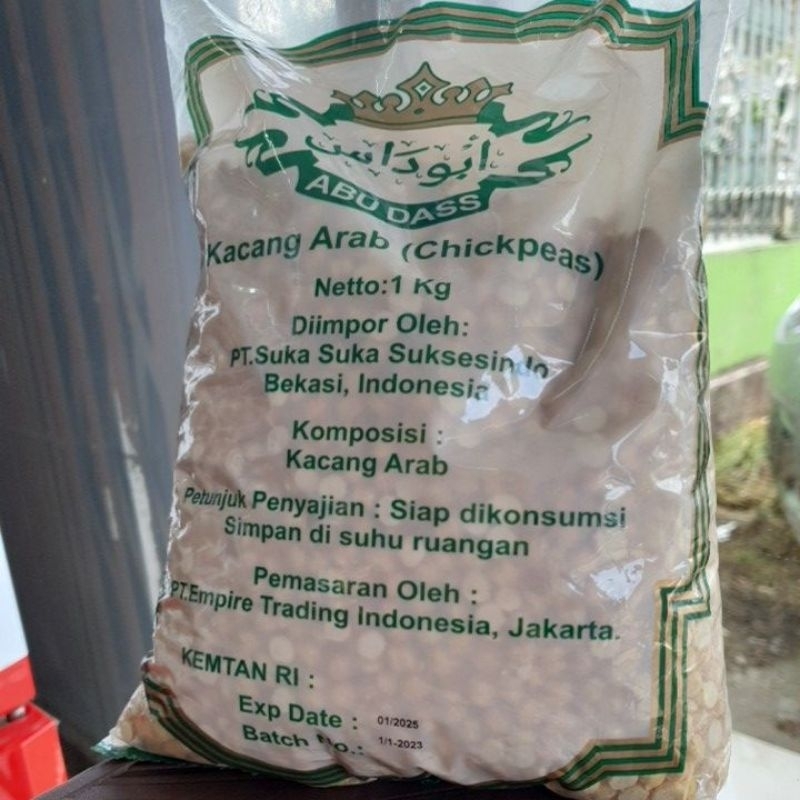 أبوداس
ABU DASS
Kacang Arab (Chickpeas)
Netto:1 Kg
Diimpor Oleh:
PT.Suka Suka Suksesindo
Bekasi, Indonesia
Komposisi :
Kacang Arab
Petunjuk Penyajian : Siap dikonsumsi
Simpan di suhu ruangan
Pemasaran Oleh :
PT.Empire Trading Indonesia, Jakarta.
KEMTAN RI :
Exp Date : 01/2025
Batch No.: 1/1-2023